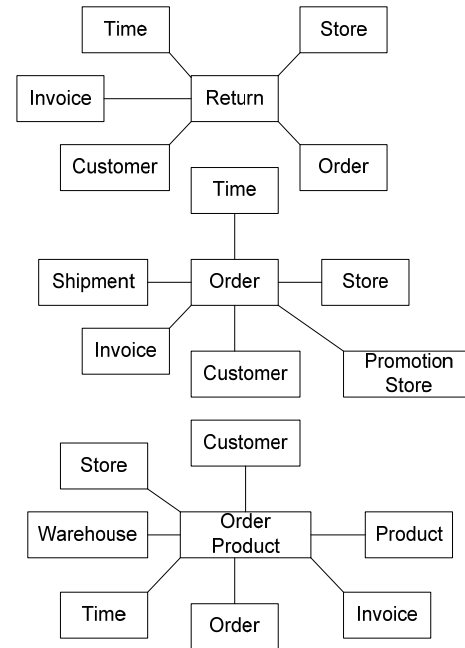 Time
Store
Invoice
Return
Customer
Order
Time
Shipment
Order
Store
Invoice
Customer
Promotion
Store
Customer
Store
Warehouse
Order
Product
Product
Time
Order
Invoice